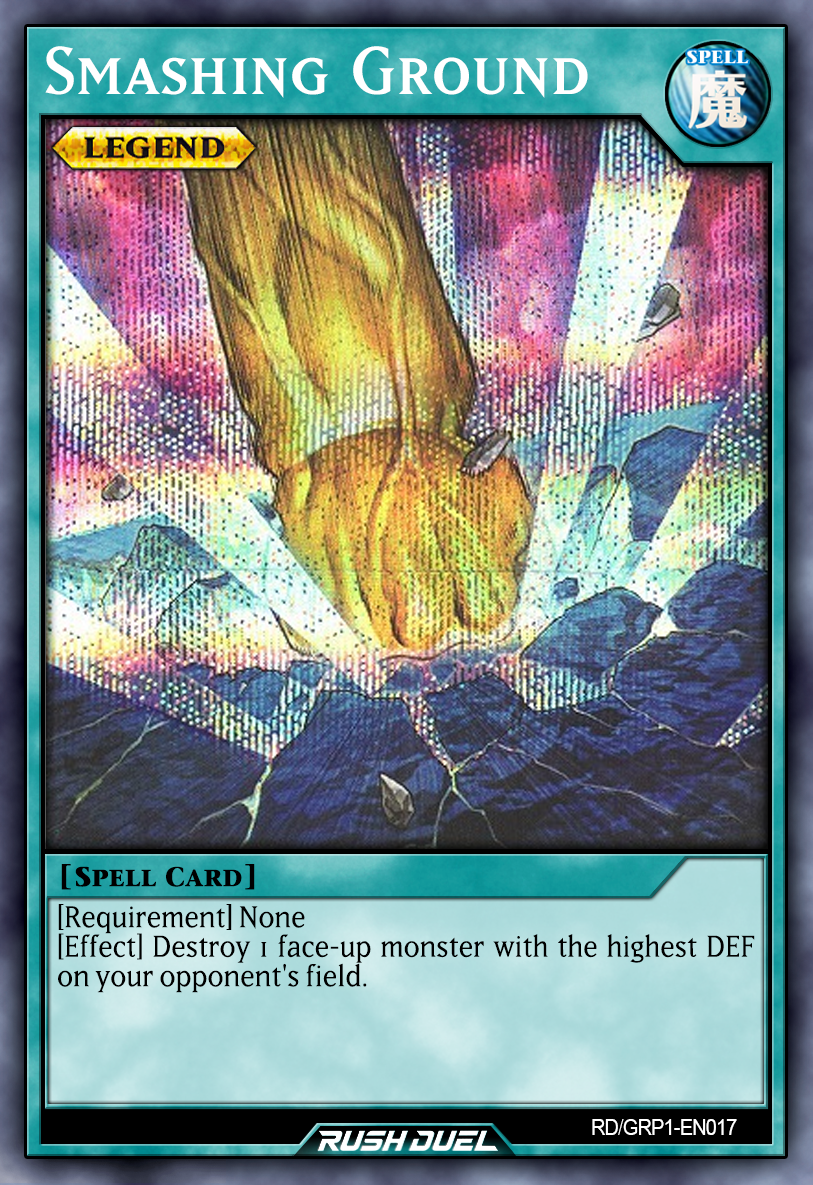 Smashing Ground
SPELL
魔
LEGEND
[Spell Card]
[Requirement] None
[Effect] Destroy 1 face-up monster with the highest DEF
on your opponent's field.
RD/GRP1-EN017
RUSH DUEL